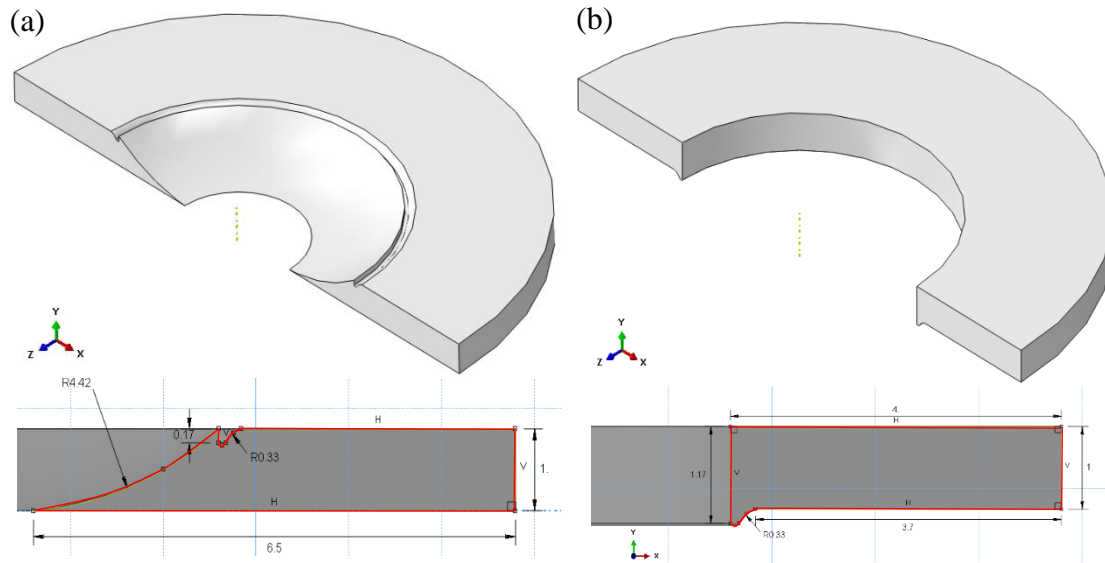 (a)
Y
Z
X
R4.42
0.17
V
H
R0.33
V
1.
H
6.5
(b)
Y
Z
X
4.
H
1.17
V
V
1.
R0.33
3.7
Y
X